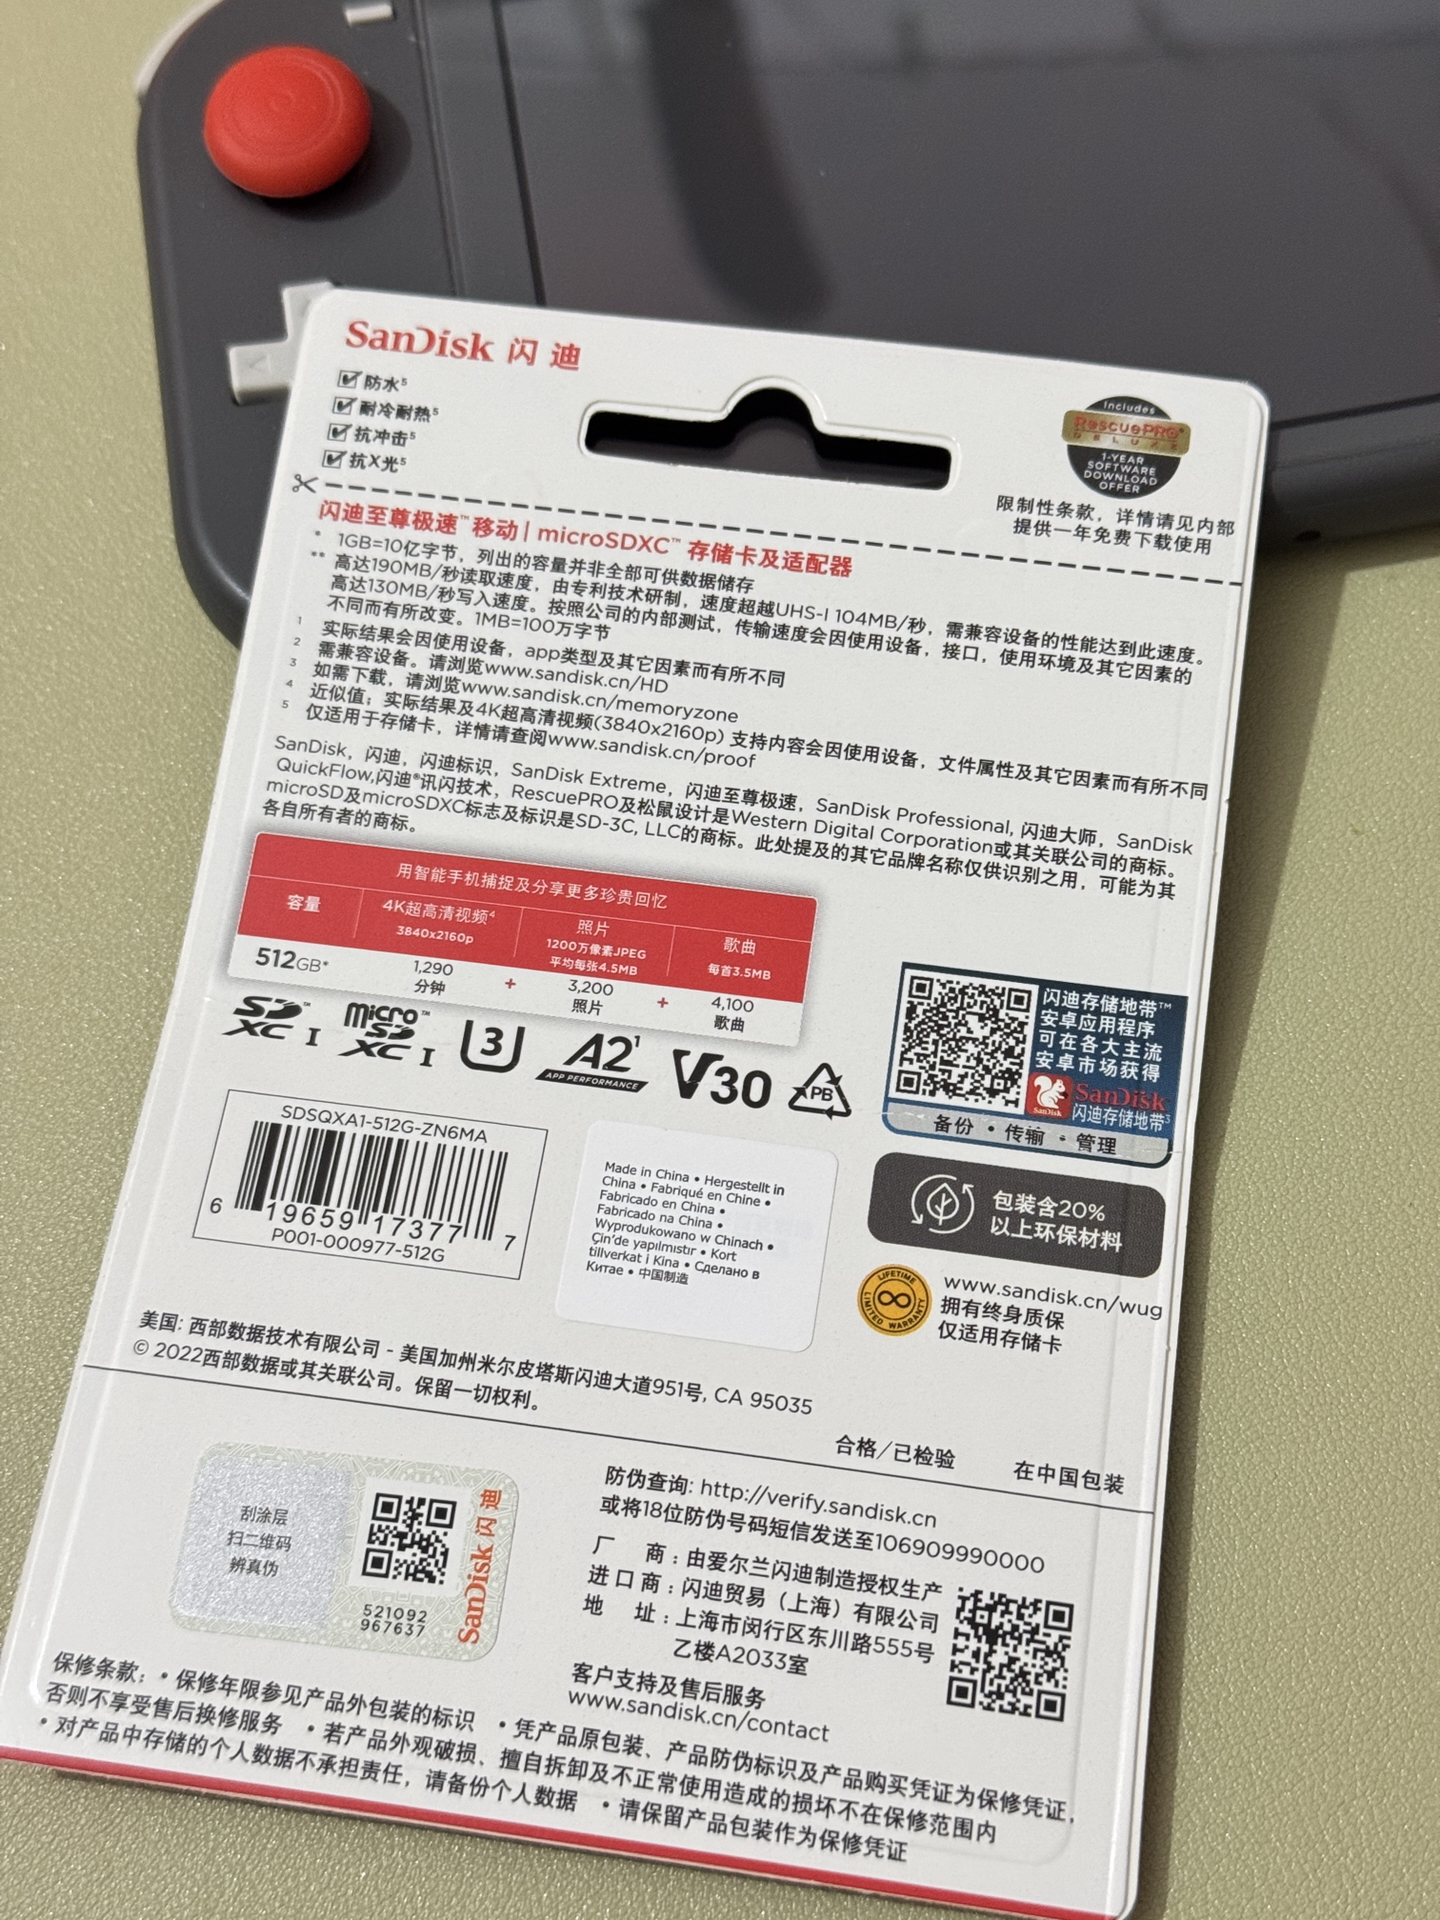 SanDisk 闪迪
防水⁵
耐冷耐热⁵
抗冲击⁵
抗X光⁵
Includes
RescuePRO®
DELUXE
1-YEAR
SOFTWARE
DOWNLOAD
OFFER
限制性条款，详情请见内部
提供一年免费下载使用
闪迪至尊极速™ 移动 | microSDXC™ 存储卡及适配器
* 1GB=10亿字节，列出的容量并非全部可供数据储存
** 高达190MB/秒读取速度，由专利技术研制，速度超越UHS-I 104MB/秒，需兼容设备的性能达到此速度。
高达130MB/秒写入速度。按照公司的内部测试，传输速度会因使用设备，接口，使用环境及其它因素的
不同而有所改变。1MB=100万字节
1 实际结果会因使用设备，app类型及其它因素而有所不同
2 需兼容设备。请浏览www.sandisk.cn/HD
3 如需下载，请浏览www.sandisk.cn/memoryzone
4 近似值；实际结果及4K超高清视频(3840x2160p) 支持内容会因使用设备，文件属性及其它因素而有所不同
5 仅适用于存储卡，详情请查阅www.sandisk.cn/proof
SanDisk，闪迪，闪迪标识，SanDisk Extreme，闪迪至尊极速，SanDisk Professional, 闪迪大师，SanDisk
QuickFlow,闪迪®讯闪技术，RescuePRO及松鼠设计是Western Digital Corporation或其关联公司的商标。
microSD及microSDXC标志及标识是SD-3C, LLC的商标。此处提及的其它品牌名称仅供识别之用，可能为其
各自所有者的商标。
用智能手机捕捉及分享更多珍贵回忆
容量 4K超高清视频⁴ 照片 歌曲
3840x2160p 1200万像素JPEG 每首3.5MB
平均每张4.5MB
512GB* 1,290 + 3,200 + 4,100
分钟 照片 歌曲
SD XC I micro SD XC I U3 A2¹ APP PERFORMANCE V30 PB
闪迪存储地带™
安卓应用程序
可在各大主流
安卓市场获得
SanDisk
SanDisk
闪迪存储地带³
备份 • 传输 • 管理
SDSQXA1-512G-ZN6MA
6 19659 17377 7
P001-000977-512G
Made in China • Hergestellt in
China • Fabriqué en Chine •
Fabricado en China •
Fabricado na China •
Wyprodukowano w Chinach •
Çin'de yapılmıstır • Kort
tillverkat i Kina • Сделано в
Китае • 中国制造
包装含20%
以上环保材料
LIFETIME
LIMITED WARRANTY
www.sandisk.cn/wug
拥有终身质保
仅适用于存储卡
美国: 西部数据技术有限公司 - 美国加州米尔皮塔斯闪迪大道951号, CA 95035
© 2022西部数据或其关联公司。保留一切权利。
合格/已检验 在中国包装
刮涂层
扫二维码
辨真伪
521092
967637
SanDisk 闪迪
防伪查询: http://verify.sandisk.cn
或将18位防伪号码短信发送至106909990000
厂 商：由爱尔兰闪迪制造授权生产
进口商：闪迪贸易（上海）有限公司
地 址：上海市闵行区东川路555号
乙楼A2033室
客户支持及售后服务
www.sandisk.cn/contact
保修条款：• 保修年限参见产品外包装的标识 • 凭产品原包装、产品防伪标识及产品购买凭证为保修凭证，
否则不享受售后换修服务 • 若产品外观破损、擅自拆卸及不正常使用造成的损坏不在保修范围内
• 对产品中存储的个人数据不承担责任，请备份个人数据 • 请保留产品包装作为保修凭证